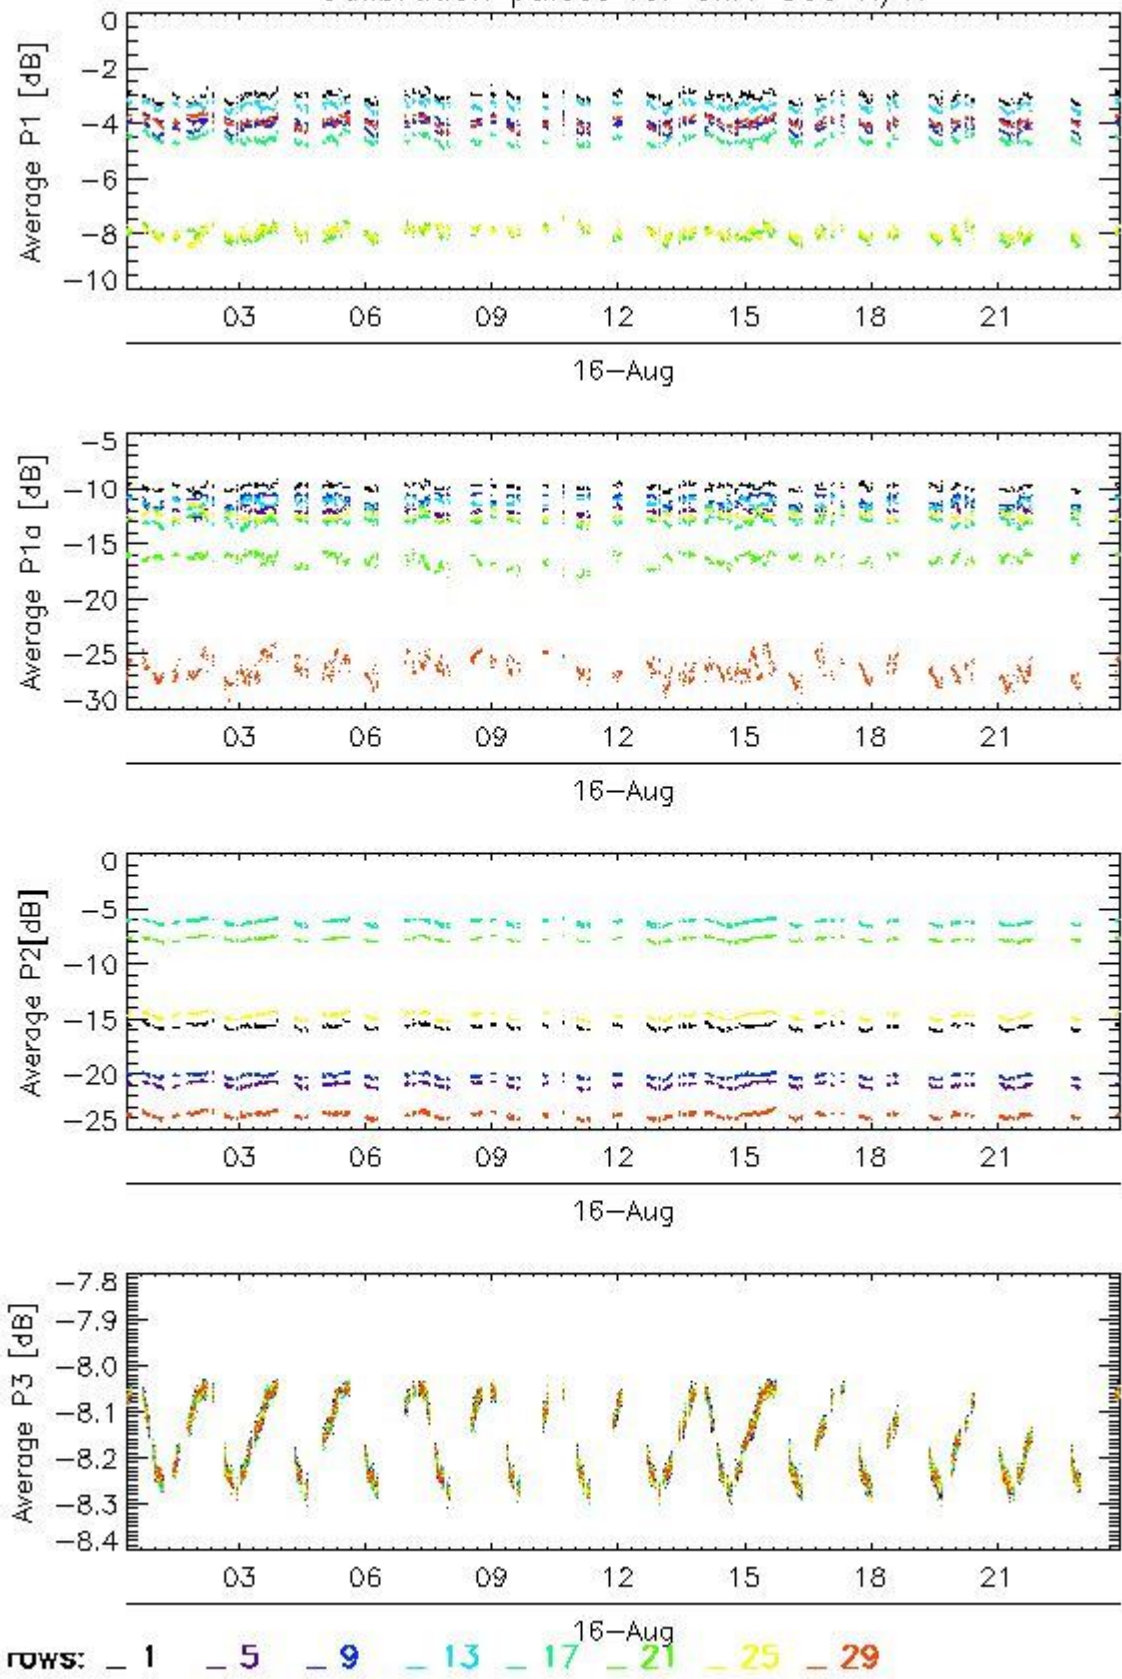 0
-2
-4
-6
-8
-10
Average P1 [dB]
03 06 09 12 15 18 21
16-Aug
-5
-10
-15
-20
-25
-30
Average P1a [dB]
03 06 09 12 15 18 21
16-Aug
0
-5
-10
-15
-20
-25
Average P2[dB]
03 06 09 12 15 18 21
16-Aug
-7.8
-7.9
-8.0
-8.1
-8.2
-8.3
-8.4
Average P3 [dB]
03 06 09 12 15 18 21
16-Aug
rows: _ 1 _ 5 _ 9 _ 13 _ 17 _ 21 _ 25 _ 29